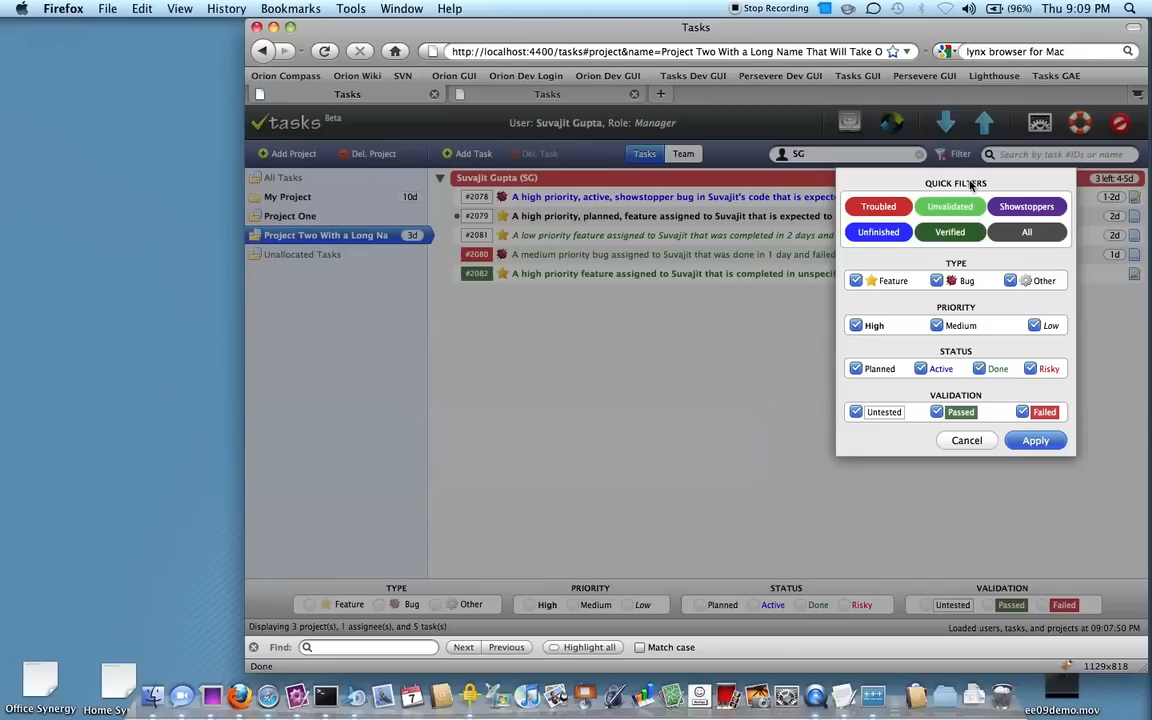 Firefox File Edit View History Bookmarks Tools Window Help Stop Recording (96%) Thu 9:09 PM
Tasks
http://localhost:4400/tasks#project&name=Project Two With a Long Name That Will Take O
lynx browser for Mac
Orion Compass Orion Wiki SVN Orion GUI Orion Dev Login Orion Dev GUI Tasks Dev GUI Persevere Dev GUI Tasks GUI Persevere GUI Lighthouse Tasks GAE
Tasks Tasks
tasks Beta User: Suvajit Gupta, Role: Manager
Add Project Del. Project Add Task Del. Task Tasks Team SG Filter Search by task #IDs or name
All Tasks
My Project 10d
Project One
Project Two With a Long Na 3d
Unallocated Tasks
Suvajit Gupta (SG) 3 left: 4-5d
#2078 A high priority, active, showstopper bug in Suvajit's code that is expecte 1-2d
#2079 A high priority, planned, feature assigned to Suvajit that is expected to 2d
#2081 A low priority feature assigned to Suvajit that was completed in 2 days and 2d
#2080 A medium priority bug assigned to Suvajit that was done in 1 day and failed 1d
#2082 A high priority feature assigned to Suvajit that is completed in unspecif
QUICK FILTERS
Troubled Unvalidated Showstoppers
Unfinished Verified All
TYPE
Feature Bug Other
PRIORITY
High Medium Low
STATUS
Planned Active Done Risky
VALIDATION
Untested Passed Failed
Cancel Apply
TYPE PRIORITY STATUS VALIDATION
Feature Bug Other High Medium Low Planned Active Done Risky Untested Passed Failed
Displaying 3 project(s), 1 assignee(s), and 5 task(s) Loaded users, tasks, and projects at 09:07:50 PM
Find: Next Previous Highlight all Match case
Done 1129x818
Office Synergy Home Sy 7 ee09demo.mov